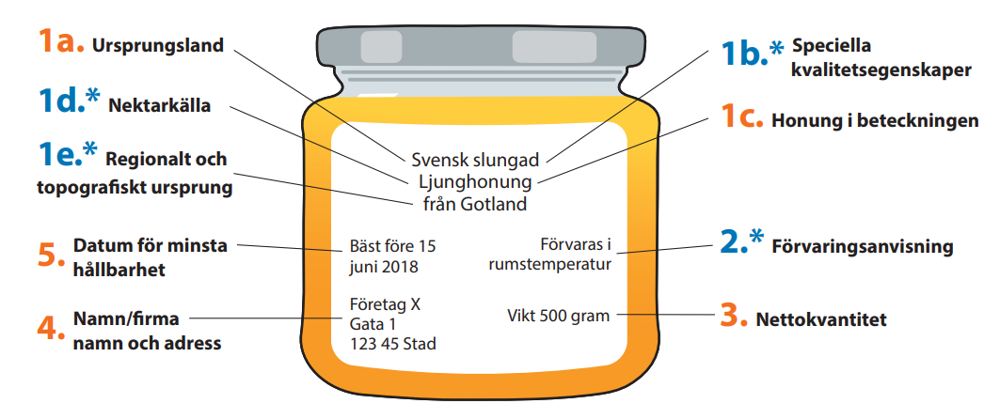 1a. Ursprungsland
1d.* Nektarkälla
1e.* Regionalt och
topografiskt ursprung
5. Datum för minsta
hållbarhet
4. Namn/firma
namn och adress
Svensk slungad
Ljunghonung
från Gotland
Bäst före 15
juni 2018
Företag X
Gata 1
123 45 Stad
Förvaras i
rumstemperatur
Vikt 500 gram
1b.* Speciella
kvalitetsegenskaper
1c. Honung i beteckningen
2.* Förvaringsanvisning
3. Nettokvantitet